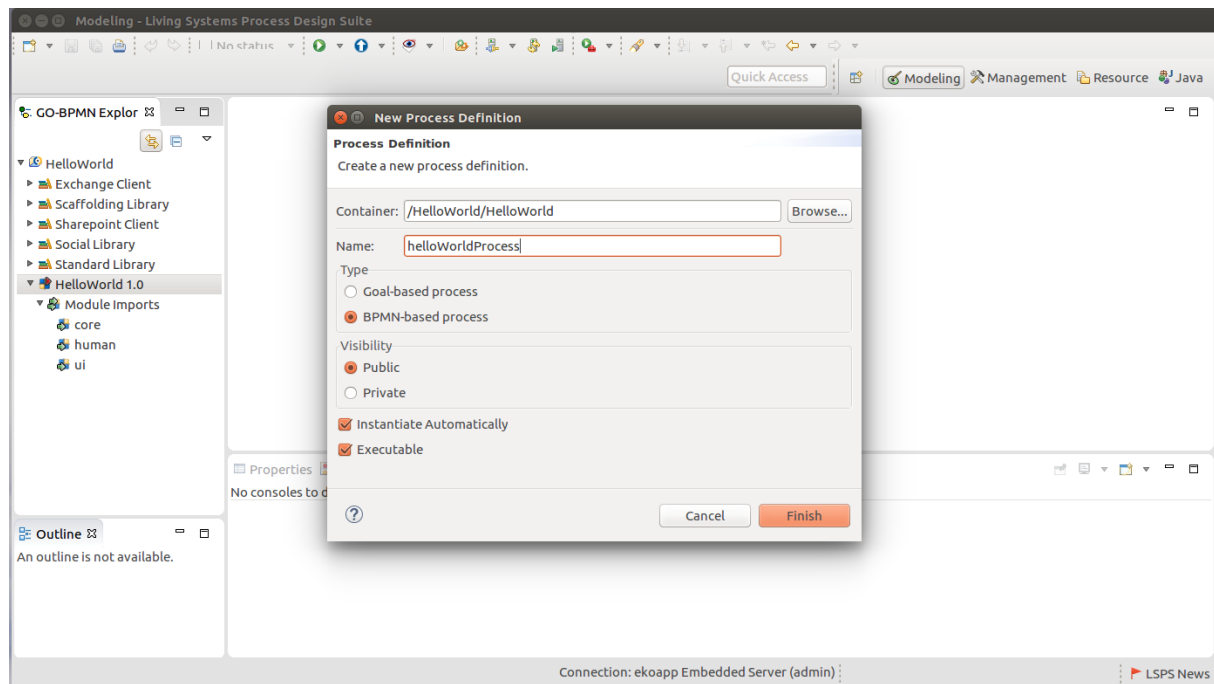 Modeling - Living Systems Process Design Suite
No status
Quick Access
Modeling Management Resource Java
GO-BPMN Explor
HelloWorld
Exchange Client
Scaffolding Library
Sharepoint Client
Social Library
Standard Library
HelloWorld 1.0
Module Imports
core
human
ui
New Process Definition
Process Definition
Create a new process definition.
Container: /HelloWorld/HelloWorld Browse...
Name: helloWorldProcess
Type
Goal-based process
BPMN-based process
Visibility
Public
Private
Instantiate Automatically
Executable
Cancel Finish
Properties
No consoles to d
Outline
An outline is not available.
Connection: ekoapp Embedded Server (admin)
LSPS News